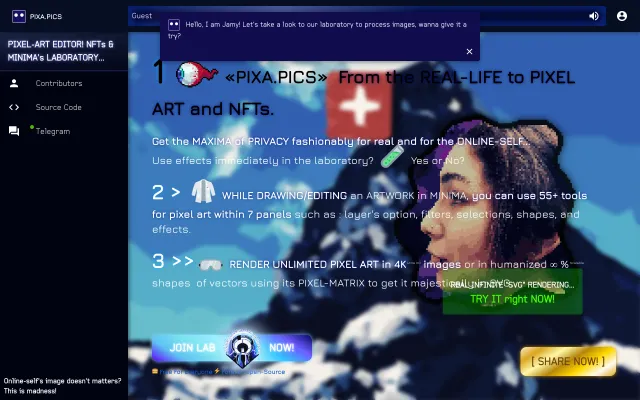 PIXA.PICS
Guest
Hello, I am Jamy! Let's take a look to our laboratory to process images, wanna give it a
try?
PIXEL-ART EDITOR! NFTs &
MINIMA's LABORATORY...
Contributors
Source Code
Telegram
1 «PIXA.PICS» From the REAL-LIFE to PIXEL
ART and NFTs.
Get the MAXIMA of PRIVACY fashionably for real and for the ONLINE-SELF...
Use effects immediately in the laboratory? Yes or No?
2 > WHILE DRAWING/EDITING an ARTWORK in MINIMA, you can use 55+ tools
for pixel art within 7 panels such as : layer's option, filters, selections, shapes, and
effects.
3 >> RENDER UNLIMITED PIXEL ART in 4K images or in humanized ∞ %
shapes of vectors using its PIXEL-MATRIX to get it
REAL INFINITE "SVG" RENDERING...
TRY IT right NOW!
JOIN LAB NOW!
Open-Source
[ SHARE NOW! ]
Online-self's image doesn't matters?
This is madness!